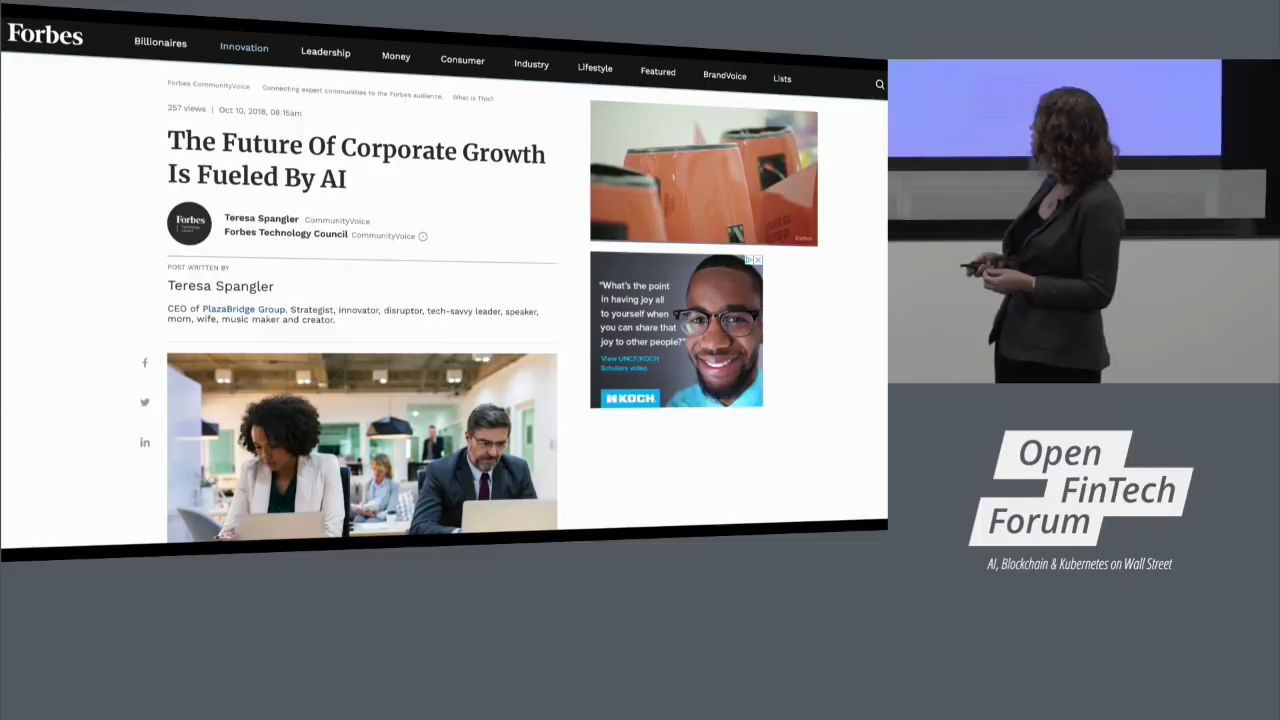 Forbes
Billionaires
Innovation
Leadership
Money
Consumer
Industry
Lifestyle
Featured
BrandVoice
Lists
Forbes CommunityVoice Connecting expert communities to the Forbes audience. What is This?
257 views | Oct 10, 2018, 08:15am
The Future Of Corporate Growth
Is Fueled By AI
Forbes
Teresa Spangler CommunityVoice
Forbes Technology Council CommunityVoice
POST WRITTEN BY
Teresa Spangler
CEO of PlazaBridge Group. Strategist, innovator, disruptor, tech-savvy leader, speaker,
mom, wife, music maker and creator.
Forbes
"What's the point
in having joy all
to yourself when
you can share that
joy to other people?"
View UNCF/KOCH
Scholars video
KOCH
Open
FinTech
Forum
AI, Blockchain & Kubernetes on Wall Street